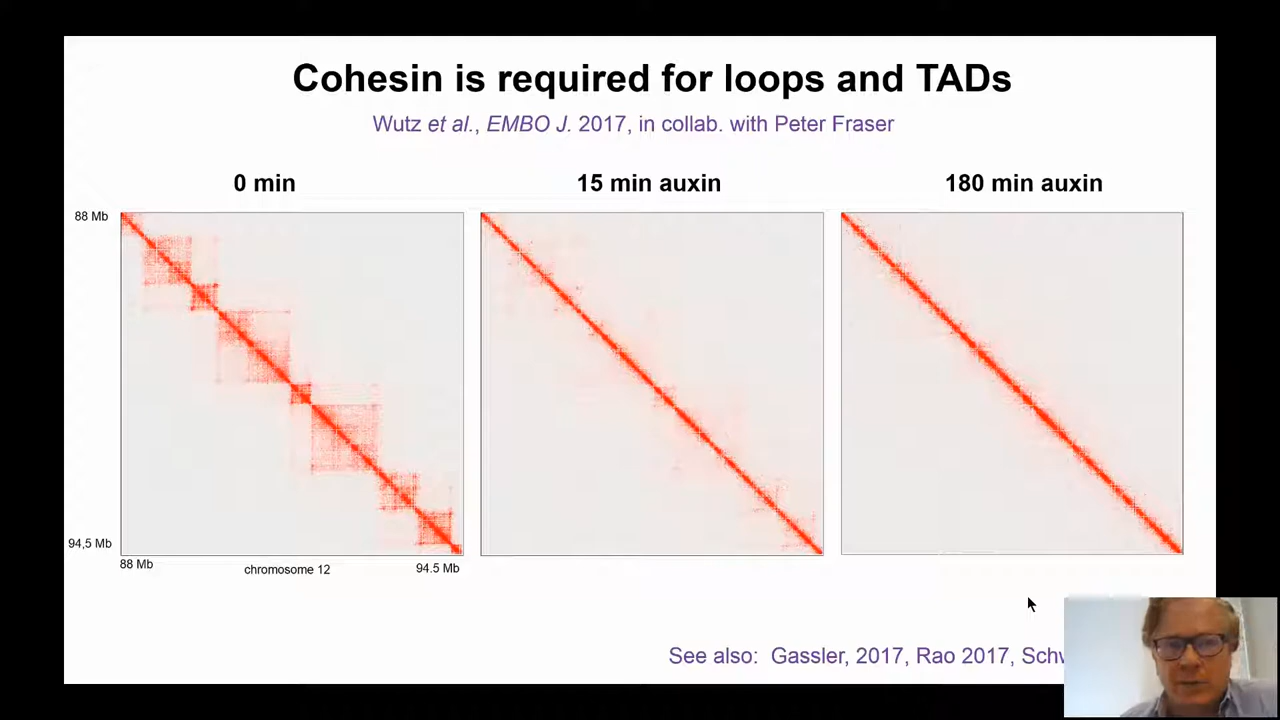 Cohesin is required for loops and TADs
Wutz et al., EMBO J. 2017, in collab. with Peter Fraser
0 min
15 min auxin
180 min auxin
88 Mb
94,5 Mb
88 Mb
chromosome 12
94.5 Mb
See also: Gassler, 2017, Rao 2017,